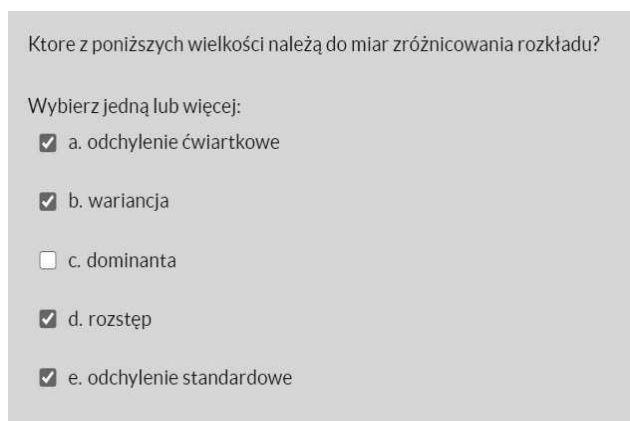 Ktore z poniższych wielkości należą do miar zróżnicowania rozkładu?
Wybierz jedną lub więcej:
a. odchylenie ćwiartkowe
b. wariancja
c. dominanta
d. rozstęp
e. odchylenie standardowe